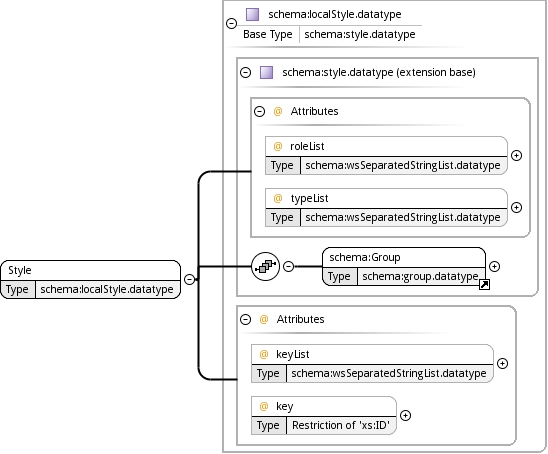 schema:localStyle.datatype
Base Type schema:style.datatype
schema:style.datatype (extension base)
@ Attributes
@ roleList
Type schema:wsSeparatedStringList.datatype
@ typeList
Type schema:wsSeparatedStringList.datatype
schema:Group
Type schema:group.datatype
Style
Type schema:localStyle.datatype
@ Attributes
@ keyList
Type schema:wsSeparatedStringList.datatype
@ key
Type Restriction of 'xs:ID'